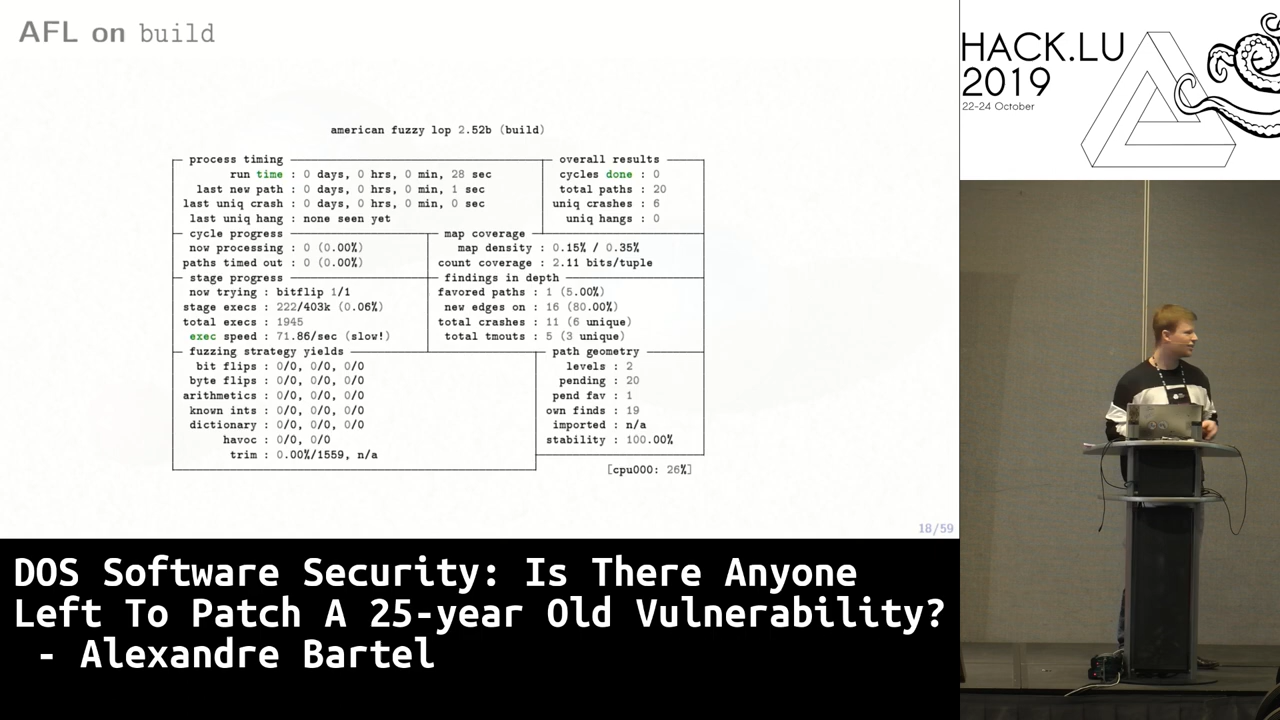 AFL on build
american fuzzy lop 2.52b (build)
process timing
run time : 0 days, 0 hrs, 0 min, 28 sec
last new path : 0 days, 0 hrs, 0 min, 1 sec
last uniq crash : 0 days, 0 hrs, 0 min, 0 sec
last uniq hang : none seen yet
overall results
cycles done : 0
total paths : 20
uniq crashes : 6
uniq hangs : 0
cycle progress
now processing : 0 (0.00%)
paths timed out : 0 (0.00%)
map coverage
map density : 0.15% / 0.35%
count coverage : 2.11 bits/tuple
stage progress
now trying : bitflip 1/1
stage execs : 222/403k (0.06%)
total execs : 1945
exec speed : 71.86/sec (slow!)
findings in depth
favored paths : 1 (5.00%)
new edges on : 16 (80.00%)
total crashes : 11 (6 unique)
total tmouts : 5 (3 unique)
fuzzing strategy yields
bit flips : 0/0, 0/0, 0/0
byte flips : 0/0, 0/0, 0/0
arithmetics : 0/0, 0/0, 0/0
known ints : 0/0, 0/0, 0/0
dictionary : 0/0, 0/0, 0/0
havoc : 0/0, 0/0
trim : 0.00%/1559, n/a
path geometry
levels : 2
pending : 20
pend fav : 1
own finds : 19
imported : n/a
stability : 100.00%
[cpu000: 26%]
18/59
HACK.LU
2019
22-24 October
DOS Software Security: Is There Anyone
Left To Patch A 25-year Old Vulnerability?
- Alexandre Bartel